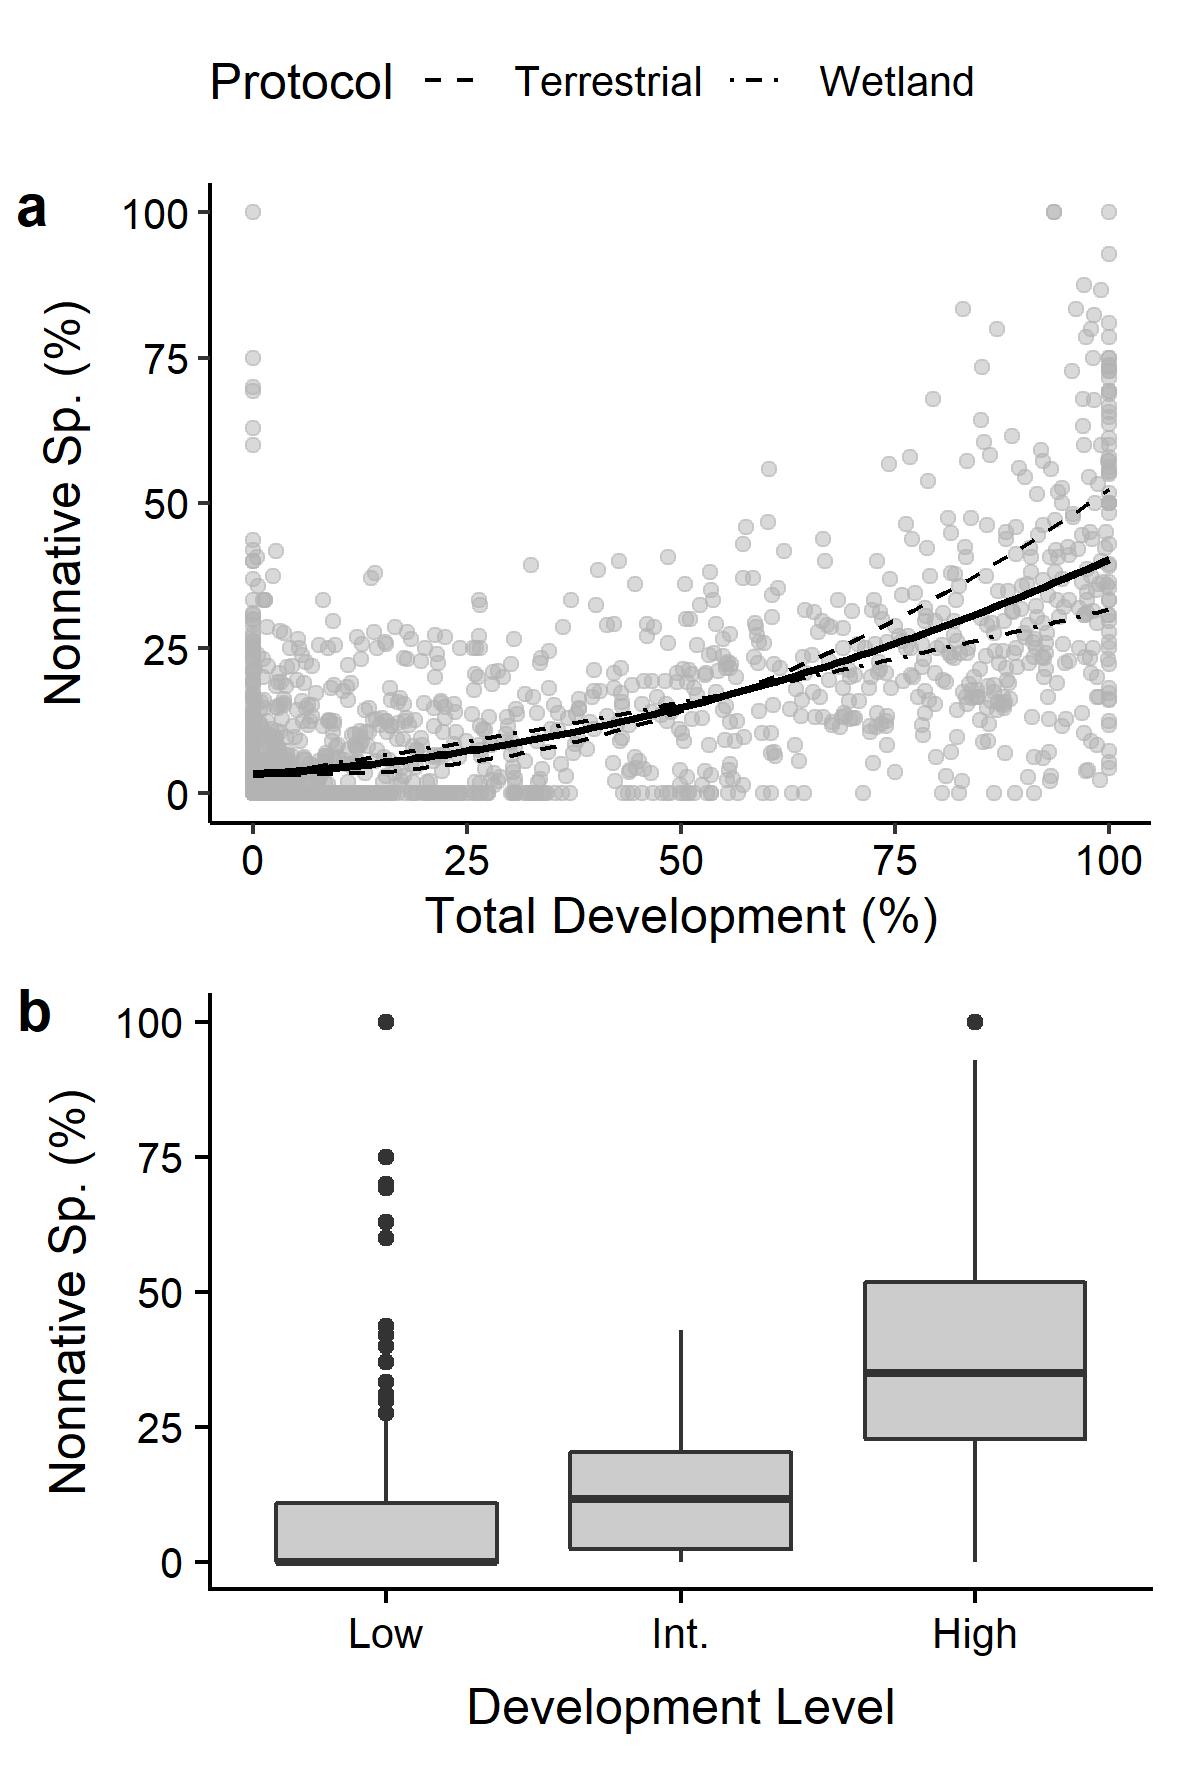 Protocol Terrestrial Wetland
a
Nonnative Sp. (%)
100
75
50
25
0
0 25 50 75 100
Total Development (%)
b
Nonnative Sp. (%)
100
75
50
25
0
Low Int. High
Development Level